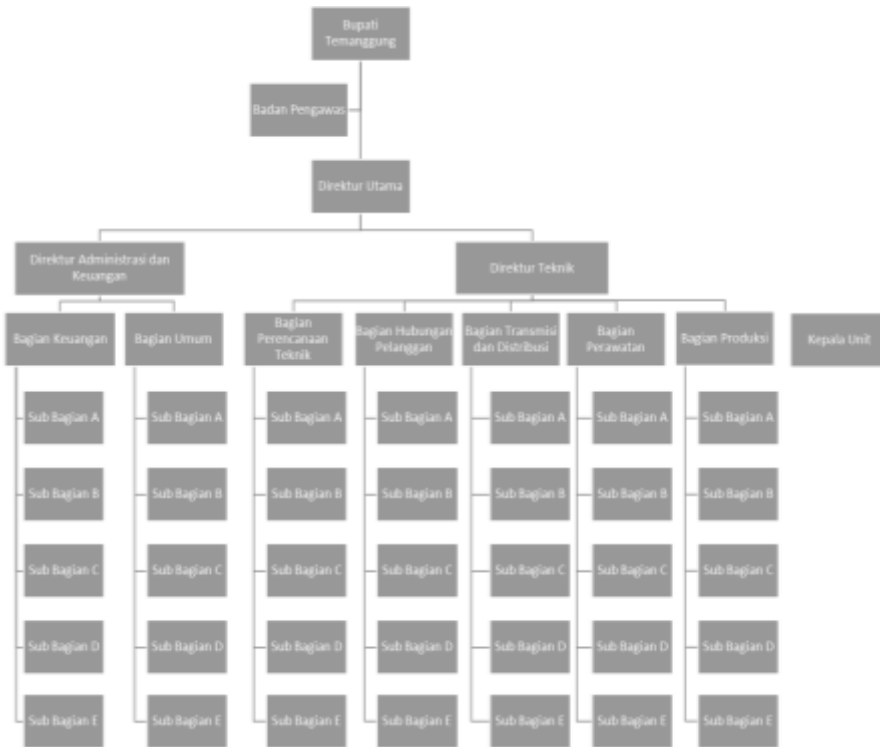 Bupati
Temanggung
Badan Pengawas
Direktur Utama
Direktur Administrasi dan
Keuangan
Direktur Teknik
Bagian Keuangan
Bagian Umum
Bagian
Perencanaan
Teknik
Bagian Hubungan
Pelanggan
Bagian Transmisi
dan Distribusi
Bagian
Perawatan
Bagian Produksi
Kepala Unit
Sub Bagian A
Sub Bagian A
Sub Bagian A
Sub Bagian A
Sub Bagian A
Sub Bagian A
Sub Bagian A
Sub Bagian B
Sub Bagian B
Sub Bagian B
Sub Bagian B
Sub Bagian B
Sub Bagian B
Sub Bagian B
Sub Bagian C
Sub Bagian C
Sub Bagian C
Sub Bagian C
Sub Bagian C
Sub Bagian C
Sub Bagian C
Sub Bagian D
Sub Bagian D
Sub Bagian D
Sub Bagian D
Sub Bagian D
Sub Bagian D
Sub Bagian D
Sub Bagian E
Sub Bagian E
Sub Bagian E
Sub Bagian E
Sub Bagian E
Sub Bagian E
Sub Bagian E